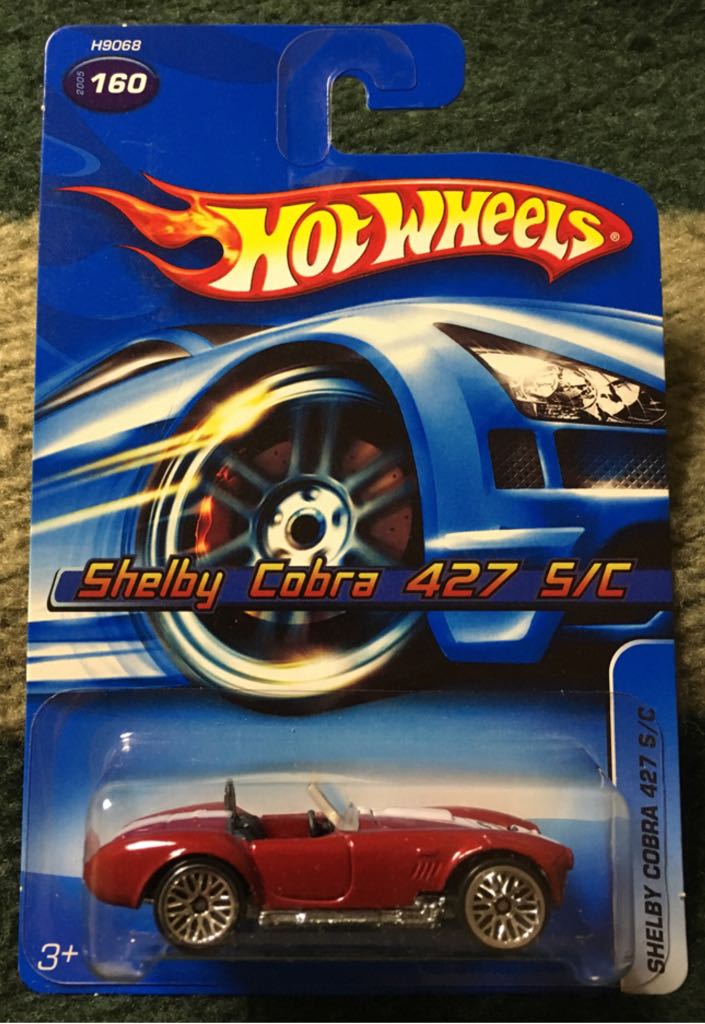 H9068
2005
160
HOT WHEELS®
Shelby Cobra 427 S/C
SHELBY COBRA 427 S/C
3+